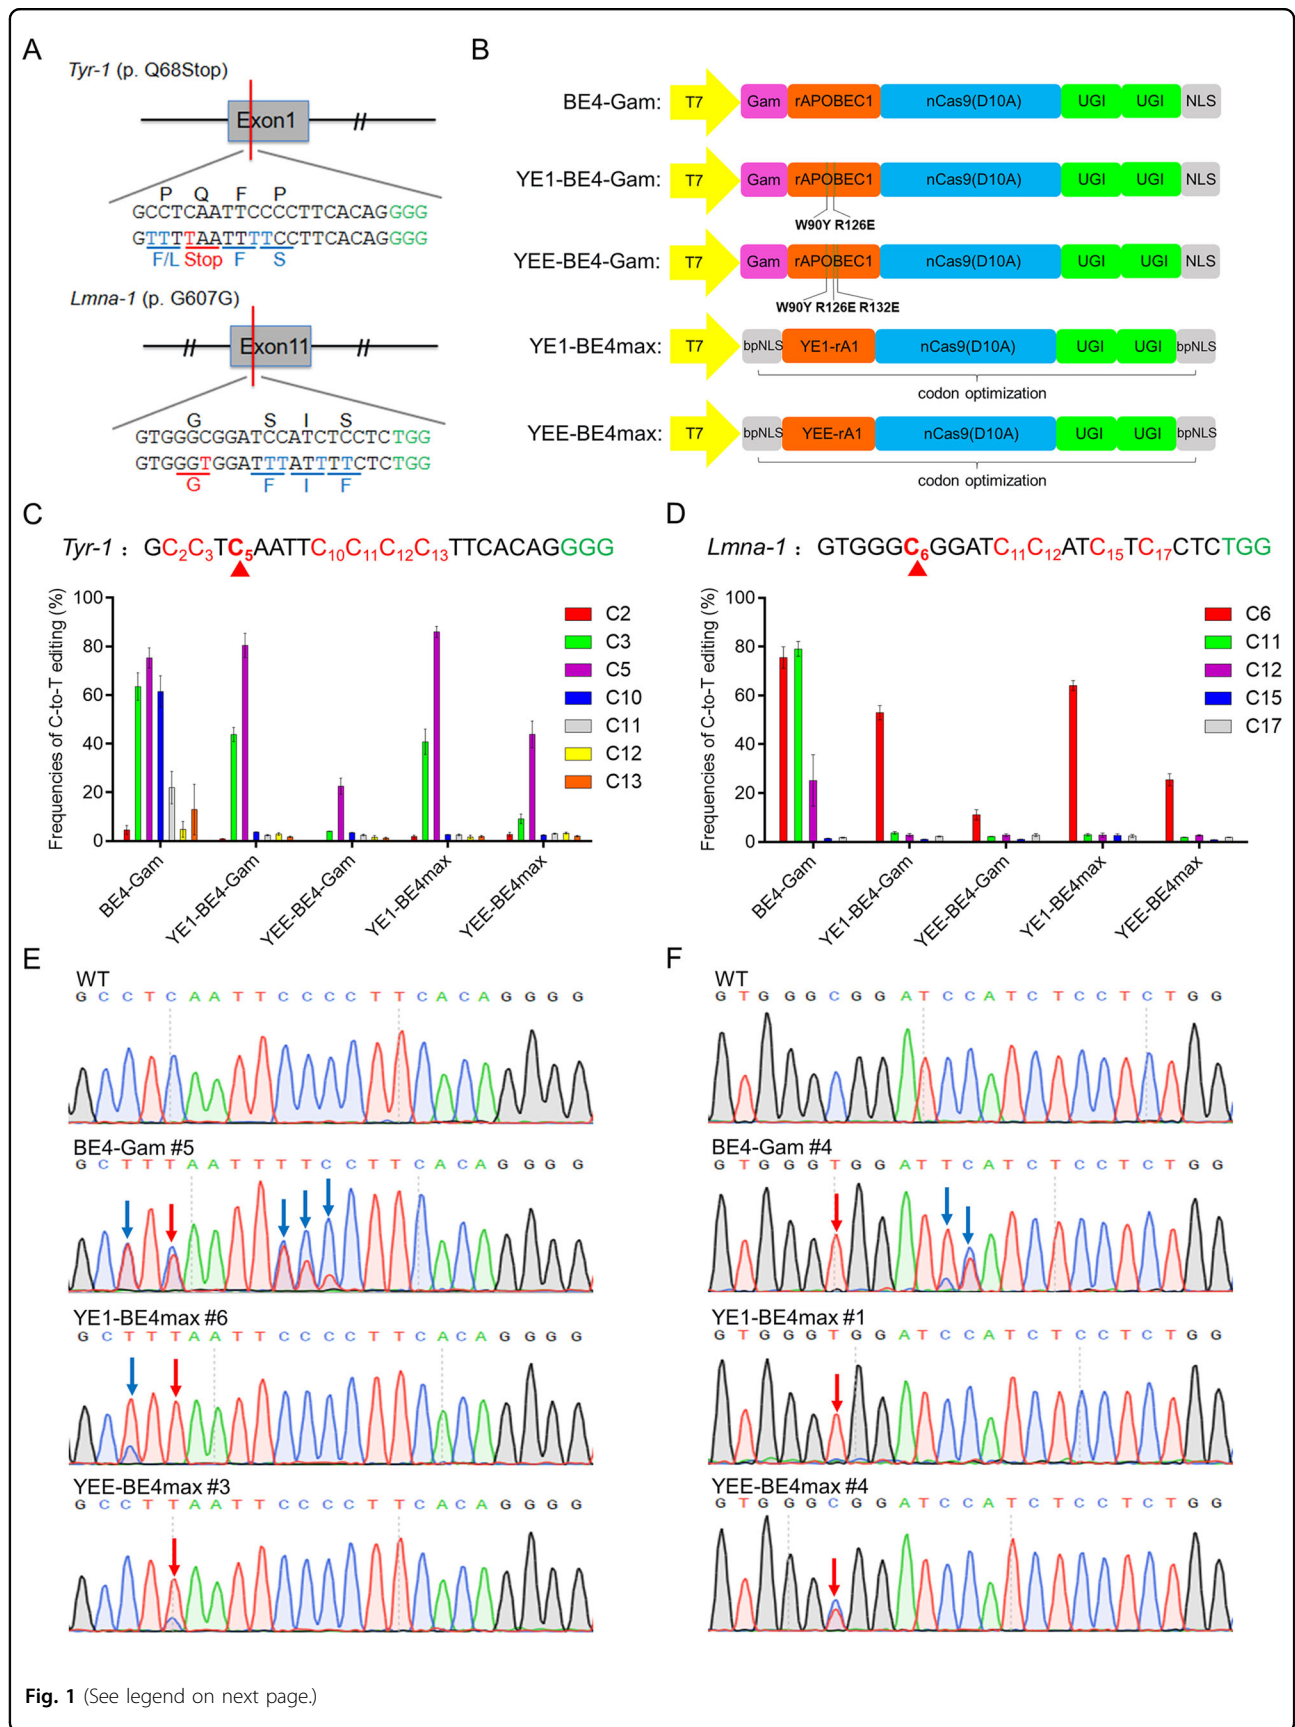 A
Tyr-1 (p. Q68Stop)
Exon1
//
P Q F P
GCCTCAATTCCCCTTCACAGGGG
GTTTTAATTTTCCTTCACAGGGG
F/L Stop F S
Lmna-1 (p. G607G)
// Exon11 //
G S I S
GTGGGCGGATCCATCTCCTCTGG
GTGGGTGGATTTATTTTCTCTGG
G F I F
B
BE4-Gam: T7 Gam rAPOBEC1 nCas9(D10A) UGI UGI NLS
YE1-BE4-Gam: T7 Gam rAPOBEC1 nCas9(D10A) UGI UGI NLS
W90Y R126E
YEE-BE4-Gam: T7 Gam rAPOBEC1 nCas9(D10A) UGI UGI NLS
W90Y R126E R132E
YE1-BE4max: T7 bpNLS YE1-rA1 nCas9(D10A) UGI UGI bpNLS
codon optimization
YEE-BE4max: T7 bpNLS YEE-rA1 nCas9(D10A) UGI UGI bpNLS
codon optimization
C
Tyr-1 : GC2C3TC5AATTC10C11C12C13TTCACAGGGG
Frequencies of C-to-T editing (%)
100
80
60
40
20
0
C2
C3
C5
C10
C11
C12
C13
BE4-Gam
YE1-BE4-Gam
YEE-BE4-Gam
YE1-BE4max
YEE-BE4max
D
Lmna-1 : GTGGGC6GGATC11C12ATC15TC17CTCTGG
Frequencies of C-to-T editing (%)
100
80
60
40
20
0
C6
C11
C12
C15
C17
BE4-Gam
YE1-BE4-Gam
YEE-BE4-Gam
YE1-BE4max
YEE-BE4max
E
WT
G C C T C A A T T C C C C T T C A C A G G G G
BE4-Gam #5
G C T T T A A T T T T C C T T C A C A G G G G
YE1-BE4max #6
G C T T T A A T T C C C C T T C A C A G G G G
YEE-BE4max #3
G C C T T A A T T C C C C T T C A C A G G G G
F
WT
G T G G G C G G A T C C A T C T C C T C T G G
BE4-Gam #4
G T G G G T G G A T T C A T C T C C T C T G G
YE1-BE4max #1
G T G G G T G G A T C C A T C T C C T C T G G
YEE-BE4max #4
G T G G G C G G A T C C A T C T C C T C T G G
Fig. 1 (See legend on next page.)